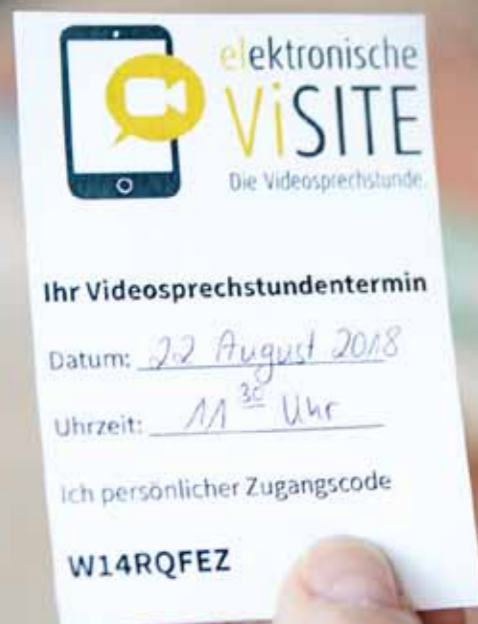 elektronische
ViSITE
Die Videosprechstunde.
Ihr Videosprechstundentermin
Datum: 22 August 2018
Uhrzeit: 11 30 Uhr
Ich persönlicher Zugangscode
W14RQFEZ